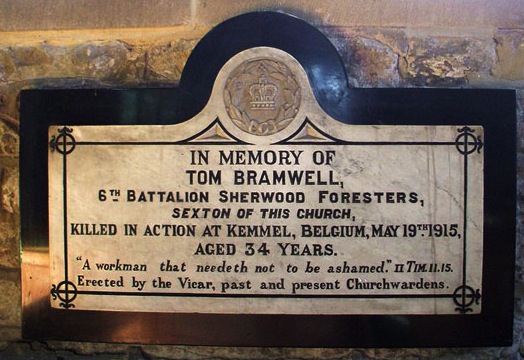 IN MEMORY OF
TOM BRAMWELL,
6TH BATTALION SHERWOOD FORESTERS,
SEXTON OF THIS CHURCH,
KILLED IN ACTION AT KEMMEL, BELGIUM, MAY 19TH 1915,
AGED 34 YEARS.
"A workman that needeth not to be ashamed." II TIM. 11.15.
Erected by the Vicar, past and present Churchwardens.